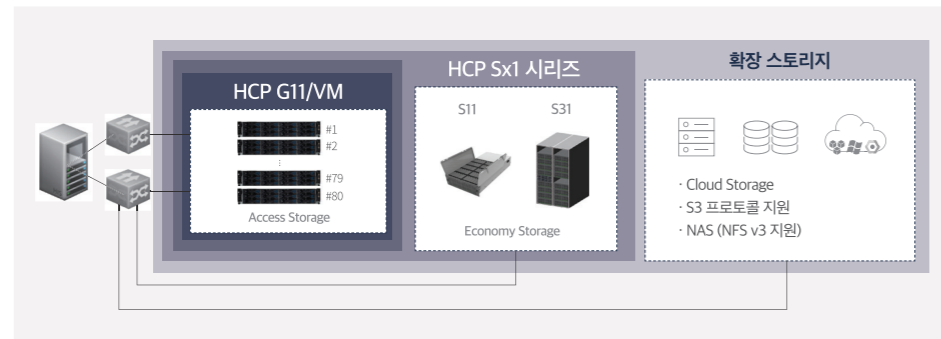 HCP G11/VM
#1
#2
#79
#80
Access Storage
HCP Sx1 시리즈
S11
S31
Economy Storage
확장 스토리지
· Cloud Storage
· S3 프로토콜 지원
· NAS (NFS v3 지원)